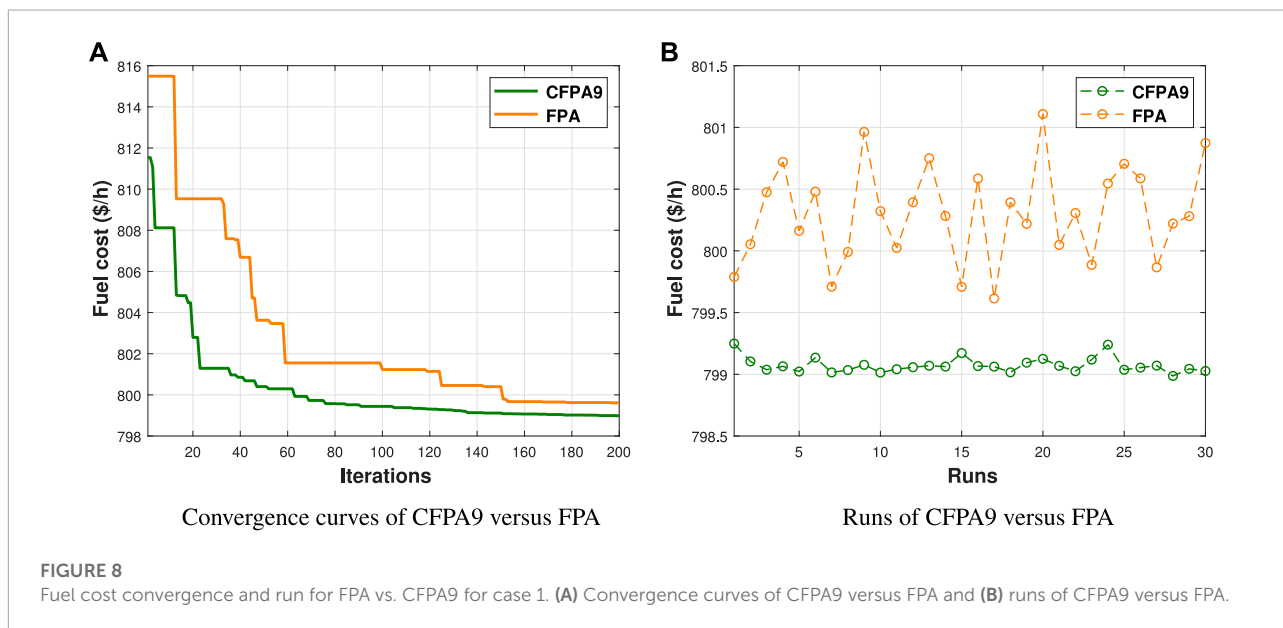 A
B
816
814
812
810
808
806
804
802
800
798
Fuel cost ($/h)
CFPA9
FPA
20 40 60 80 100 120 140 160 180 200
Iterations
Convergence curves of CFPA9 versus FPA
801.5
801
800.5
800
799.5
799
798.5
Fuel cost ($/h)
CFPA9
FPA
5 10 15 20 25 30
Runs
Runs of CFPA9 versus FPA
FIGURE 8
Fuel cost convergence and run for FPA vs. CFPA9 for case 1. (A) Convergence curves of CFPA9 versus FPA and (B) runs of CFPA9 versus FPA.